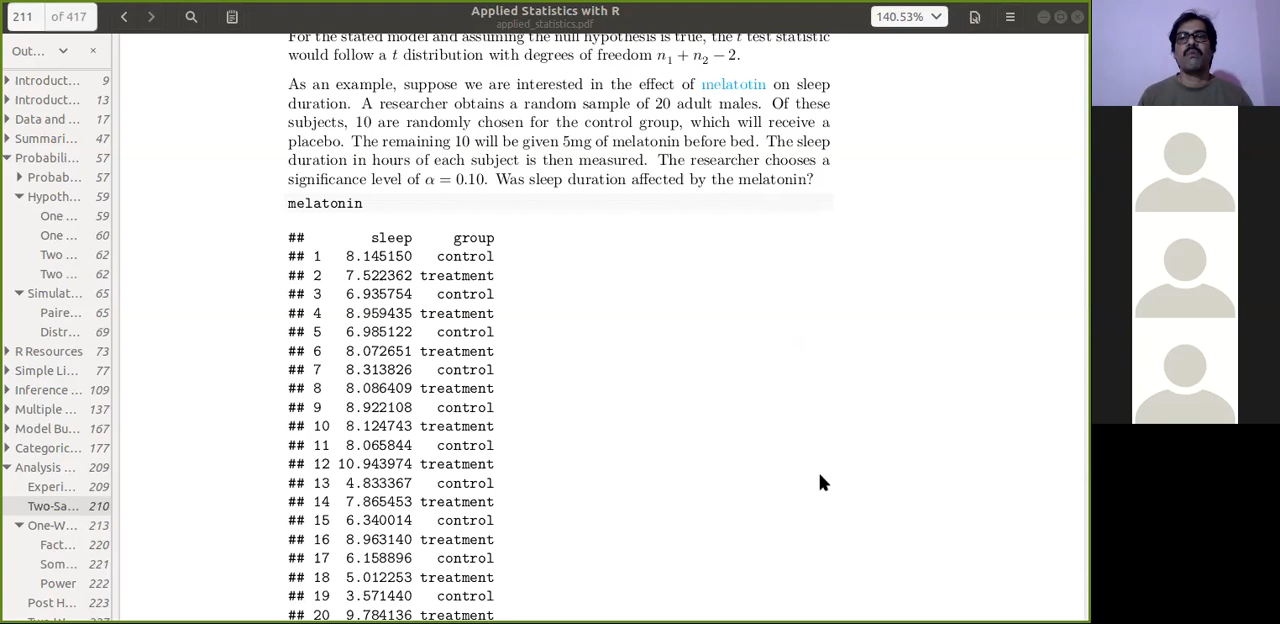 211 of 417
Applied Statistics with R
applied_statistics.pdf
140.53%
Out...
Introduct... 9
Introduct... 13
Data and ... 17
Summari... 47
Probabili... 57
Probab... 57
Hypoth... 59
One ... 59
One ... 60
Two ... 62
Two ... 62
Simulat... 65
Paire... 65
Distr... 69
R Resources 73
Simple Li... 77
Inference ... 109
Multiple ... 137
Model Bu... 167
Categoric... 177
Analysis ... 209
Experi... 209
Two-Sa... 210
One-W... 213
Fact... 220
Som... 221
Power 222
Post H... 223
For the stated model and assuming the null hypothesis is true, the t test statistic
would follow a t distribution with degrees of freedom n₁ + n₂ − 2.
As an example, suppose we are interested in the effect of melatotin on sleep
duration. A researcher obtains a random sample of 20 adult males. Of these
subjects, 10 are randomly chosen for the control group, which will receive a
placebo. The remaining 10 will be given 5mg of melatonin before bed. The sleep
duration in hours of each subject is then measured. The researcher chooses a
significance level of α = 0.10. Was sleep duration affected by the melatonin?
melatonin
## sleep group
## 1 8.145150 control
## 2 7.522362 treatment
## 3 6.935754 control
## 4 8.959435 treatment
## 5 6.985122 control
## 6 8.072651 treatment
## 7 8.313826 control
## 8 8.086409 treatment
## 9 8.922108 control
## 10 8.124743 treatment
## 11 8.065844 control
## 12 10.943974 treatment
## 13 4.833367 control
## 14 7.865453 treatment
## 15 6.340014 control
## 16 8.963140 treatment
## 17 6.158896 control
## 18 5.012253 treatment
## 19 3.571440 control
## 20 9.784136 treatment